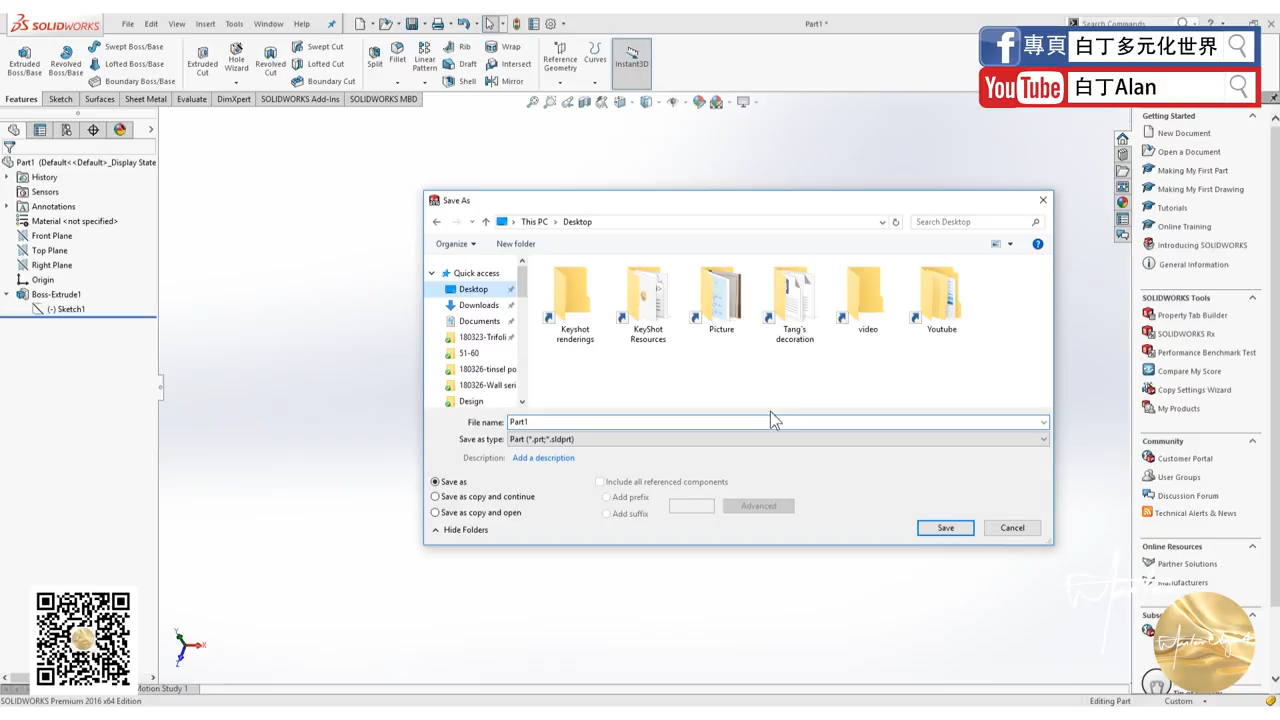 SOLIDWORKS
File
Edit
View
Insert
Tools
Window
Help
Part1 *
Search Commands
專頁 白丁多元化世界
YouTube 白丁Alan
Extruded Boss/Base
Revolved Boss/Base
Swept Boss/Base
Lofted Boss/Base
Boundary Boss/Base
Extruded Cut
Hole Wizard
Revolved Cut
Swept Cut
Lofted Cut
Boundary Cut
Split
Fillet
Linear Pattern
Rib
Draft
Shell
Wrap
Intersect
Mirror
Reference Geometry
Curves
Instant3D
Features
Sketch
Surfaces
Sheet Metal
Evaluate
DimXpert
SOLIDWORKS Add-Ins
SOLIDWORKS MBD
Part1 (Default<<Default>_Display State
History
Sensors
Annotations
Material <not specified>
Front Plane
Top Plane
Right Plane
Origin
Boss-Extrude1
(-) Sketch1
Save As
This PC
Desktop
Search Desktop
Organize
New folder
Quick access
Desktop
Downloads
Documents
180323-Trifoli
51-60
180326-tinsel po
180326-Wall seri
Design
Keyshot renderings
KeyShot Resources
Picture
Tang's decoration
video
Youtube
File name: Part1
Save as type: Part (*.prt;*.sldprt)
Description: Add a description
Save as
Save as copy and continue
Save as copy and open
Include all referenced components
Add prefix
Add suffix
Advanced
Hide Folders
Save
Cancel
Getting Started
New Document
Open a Document
Making My First Part
Making My First Drawing
Tutorials
Online Training
Introducing SOLIDWORKS
General Information
SOLIDWORKS Tools
Property Tab Builder
SOLIDWORKS Rx
Performance Benchmark Test
Compare My Score
Copy Settings Wizard
My Products
Community
Customer Portal
User Groups
Discussion Forum
Technical Alerts & News
Online Resources
Partner Solutions
Manufacturers
Motion Study 1
SOLIDWORKS Premium 2016 x64 Edition
Editing Part
Custom